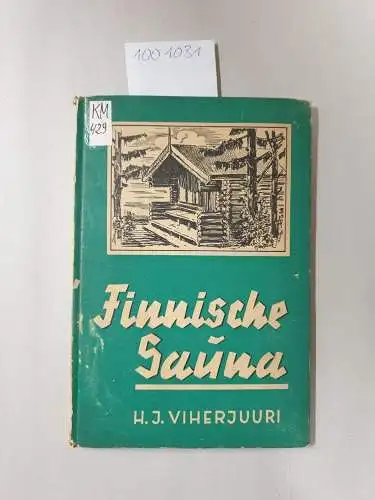 1001031
KM
429
Finnische
Sauna
H. J. VIHERJUURI